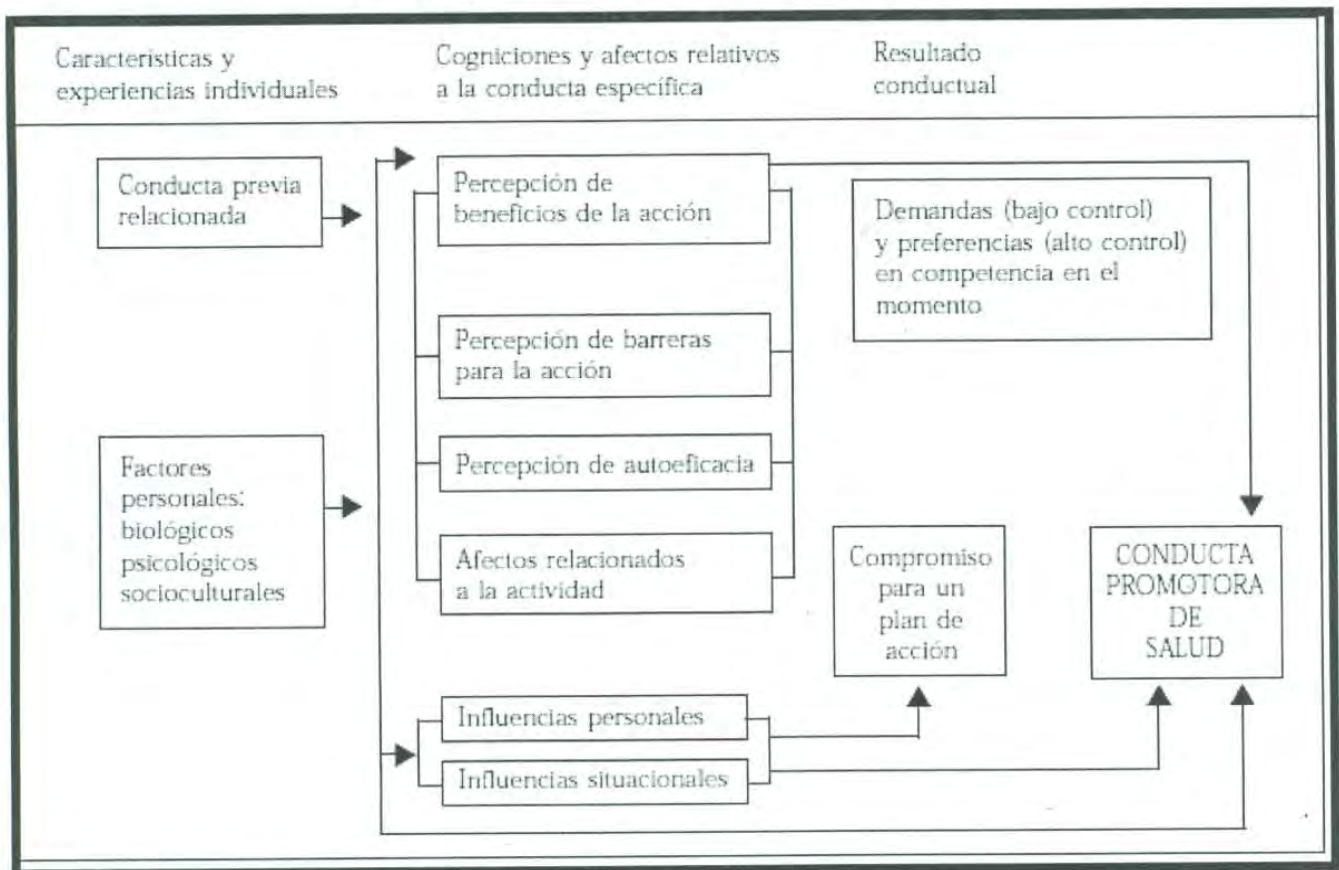 Características y
experiencias individuales
Cogniciones y afectos relativos
a la conducta específica
Resultado
conductual
Conducta previa
relacionada
Factores
personales:
biológicos
psicológicos
socioculturales
Percepción de
beneficios de la acción
Percepción de barreras
para la acción
Percepción de autoeficacia
Afectos relacionados
a la actividad
Influencias personales
Influencias situacionales
Demandas (bajo control)
y preferencias (alto control)
en competencia en el
momento
Compromiso
para un
plan de
acción
CONDUCTA
PROMOTORA
DE
SALUD